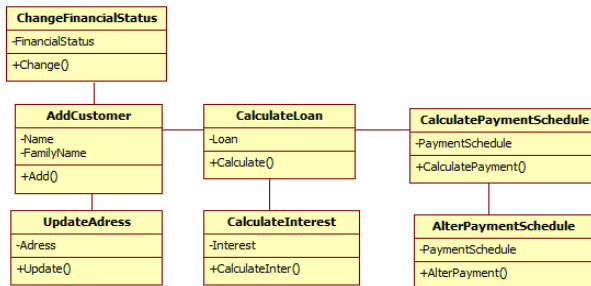 ChangeFinancialStatus
-FinancialStatus
+Change()
AddCustomer
-Name
-FamilyName
+Add()
CalculateLoan
-Loan
+Calculate()
CalculatePaymentSchedule
-PaymentSchedule
+CalculatePayment()
UpdateAdress
-Adress
+Update()
CalculateInterest
-Interest
+CalculateInter()
AlterPaymentSchedule
-PaymentSchedule
+AlterPayment()